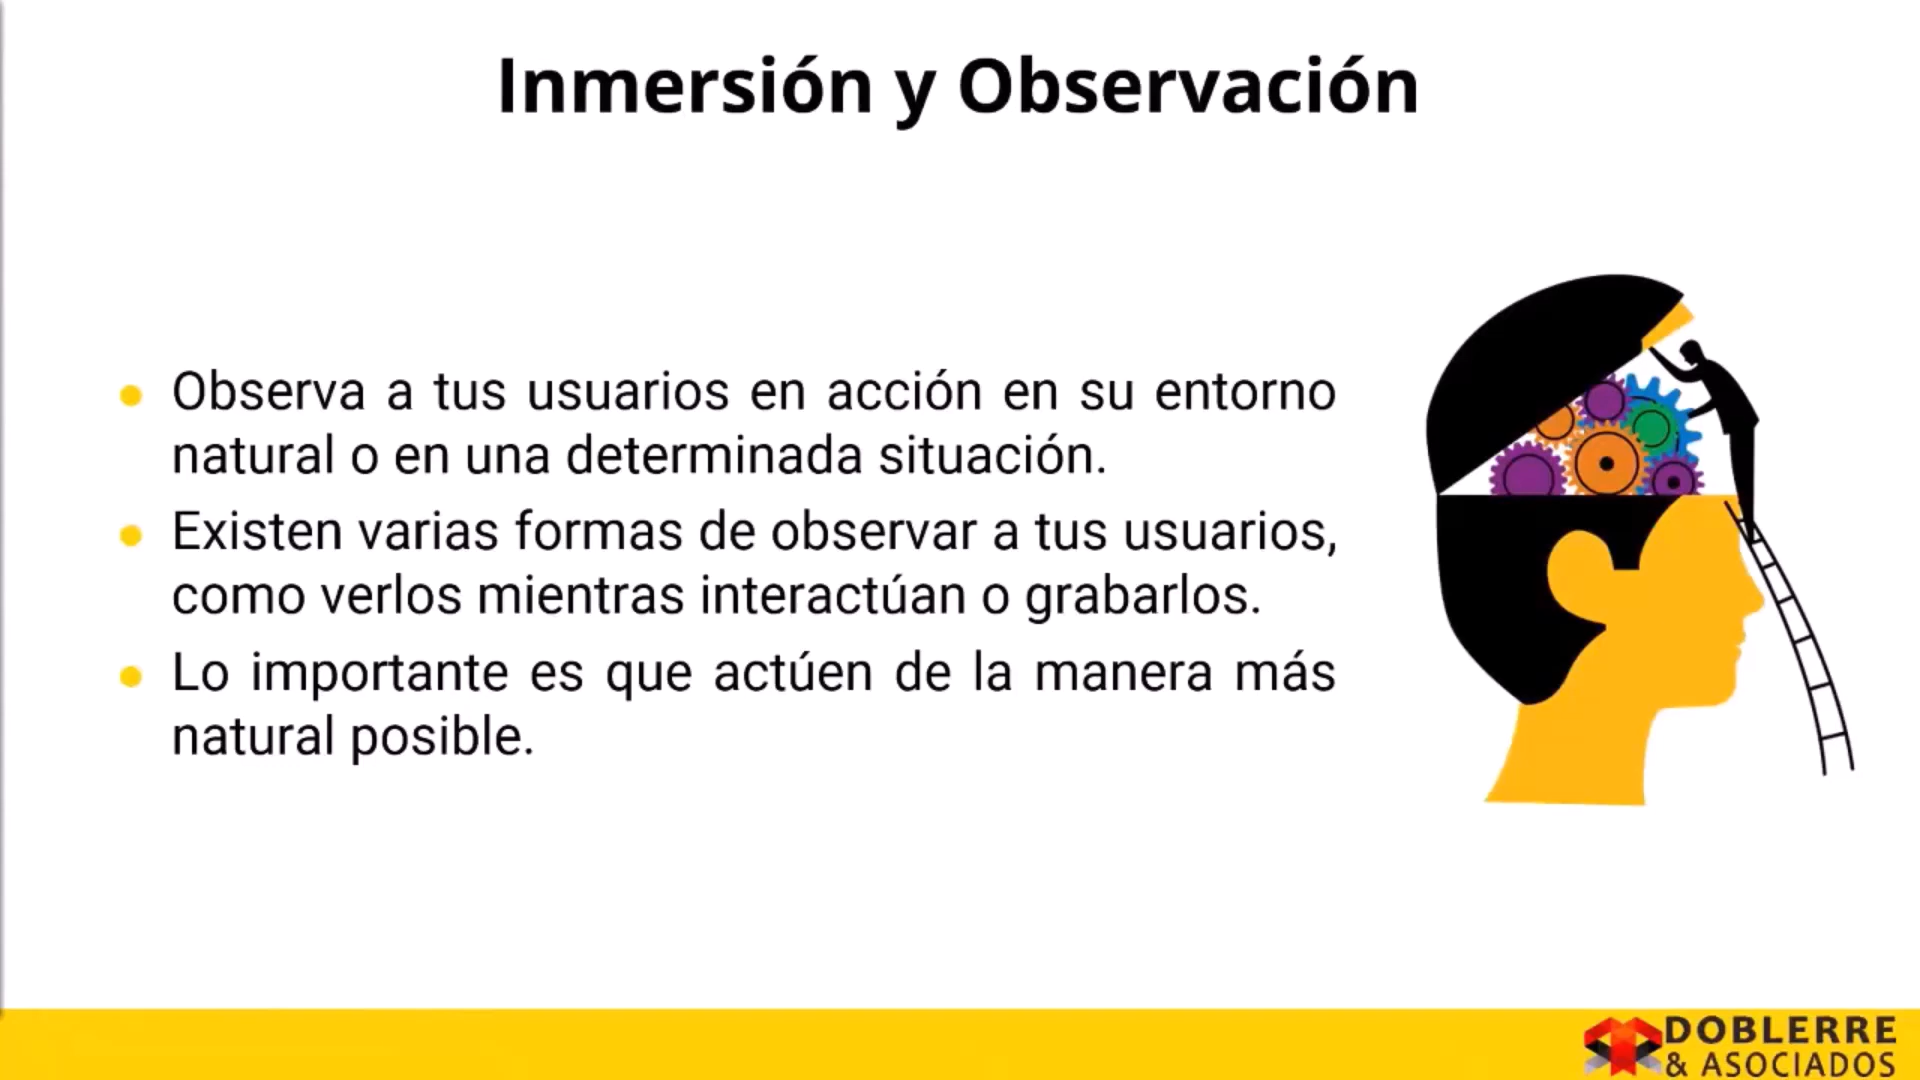 Inmersión y Observación
Observa a tus usuarios en acción en su entorno
natural o en una determinada situación.
Existen varias formas de observar a tus usuarios,
como verlos mientras interactúan o grabarlos.
Lo importante es que actúen de la manera más
natural posible.
DOBLERRE
& ASOCIADOS